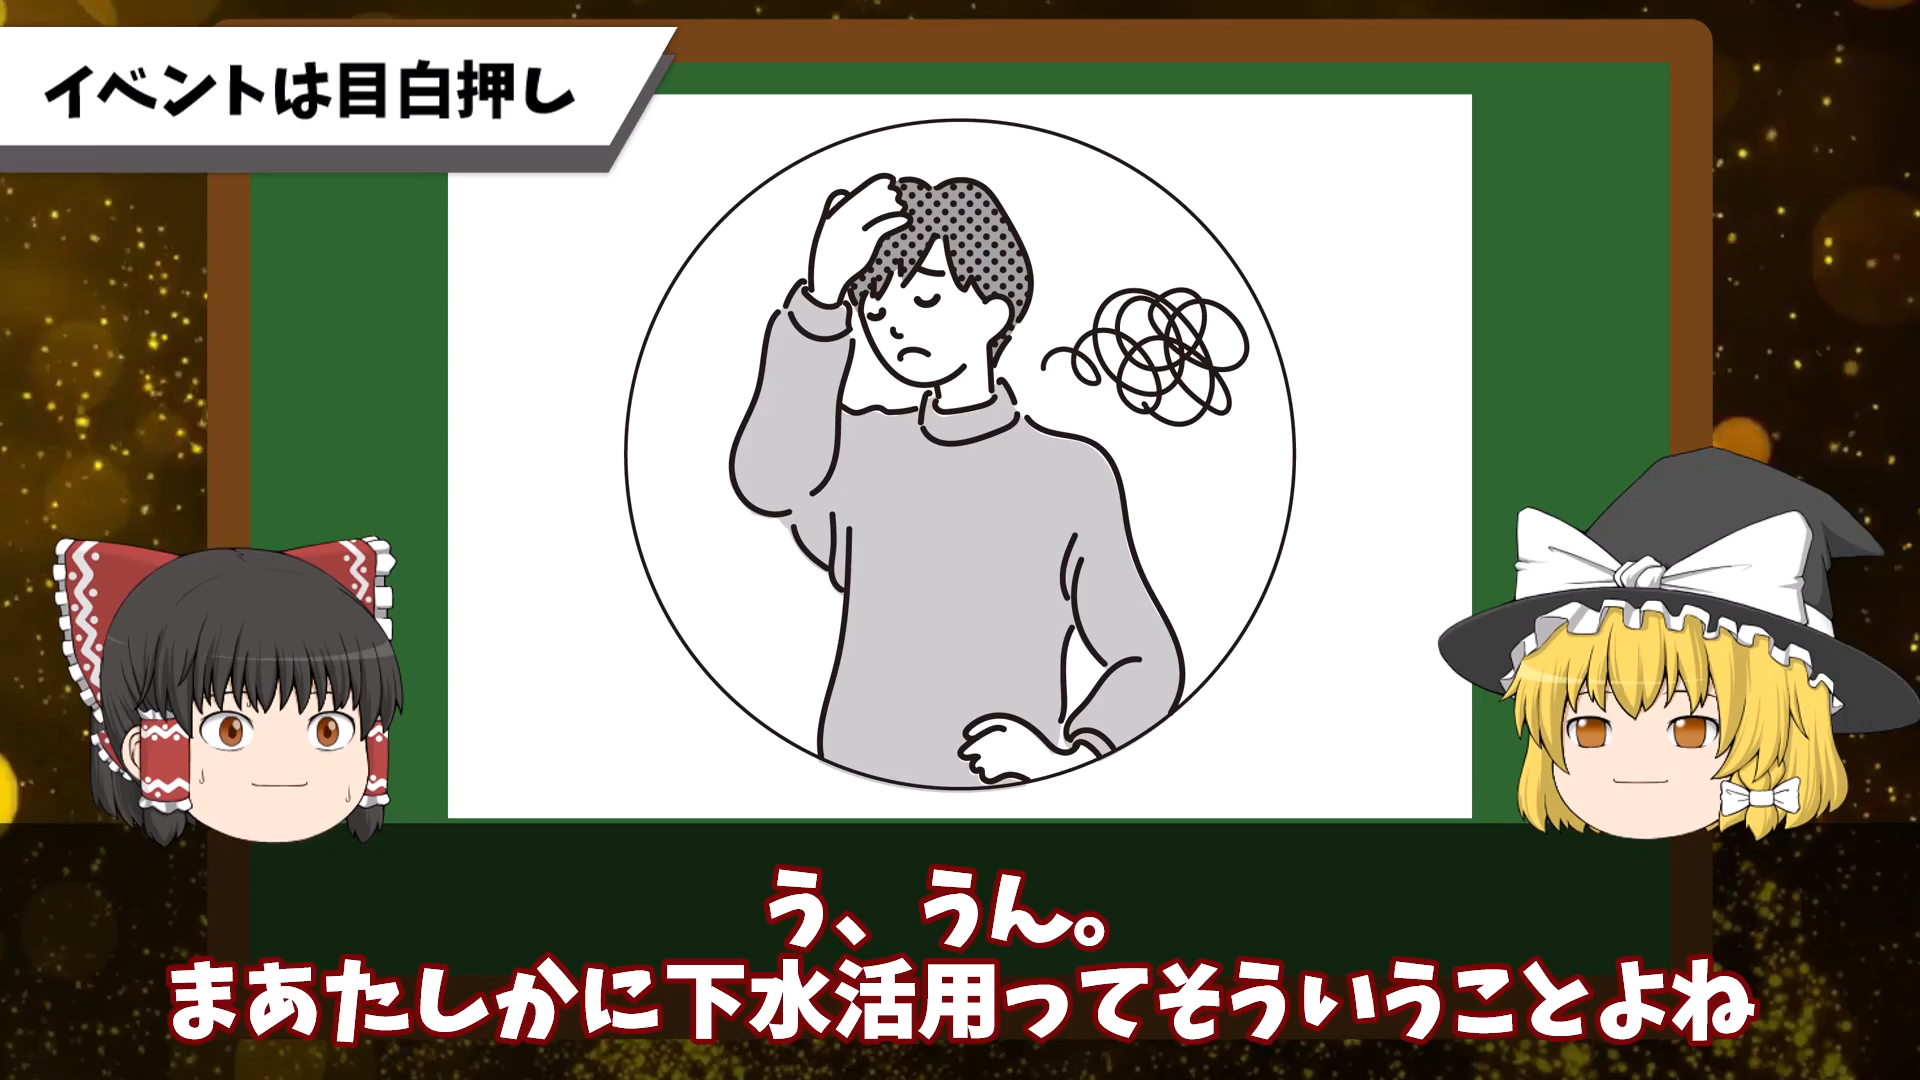 イベントは目白押し
う、うん。
まあたしかに下水活用ってそういうことよね